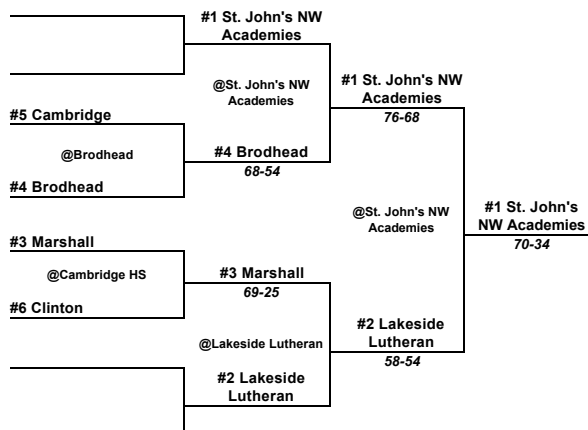 #1 St. John's NW
Academies
@St. John's NW
Academies
#1 St. John's NW
Academies
76-68
#5 Cambridge
@Brodhead
#4 Brodhead
68-54
#4 Brodhead
@St. John's NW
Academies
#1 St. John's
NW Academies
70-34
#3 Marshall
@Cambridge HS
#3 Marshall
69-25
#6 Clinton
@Lakeside Lutheran
#2 Lakeside
Lutheran
58-54
#2 Lakeside
Lutheran